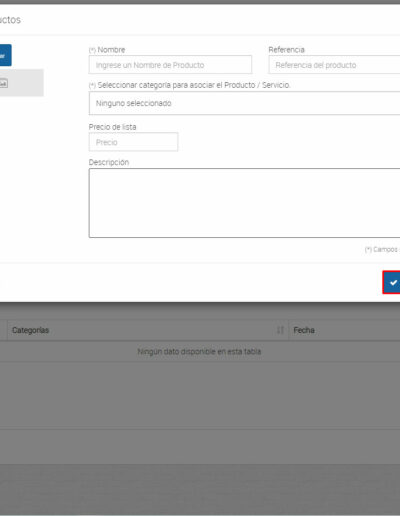 uctos
ar
(*) Nombre
Referencia
Ingrese un Nombre de Producto
Referencia del producto
(*) Seleccionar categoría para asociar el Producto / Servicio.
Ninguno seleccionado
Precio de lista
Precio
Descripción
(*) Campos
Categorías
Fecha
Ningún dato disponible en esta tabla